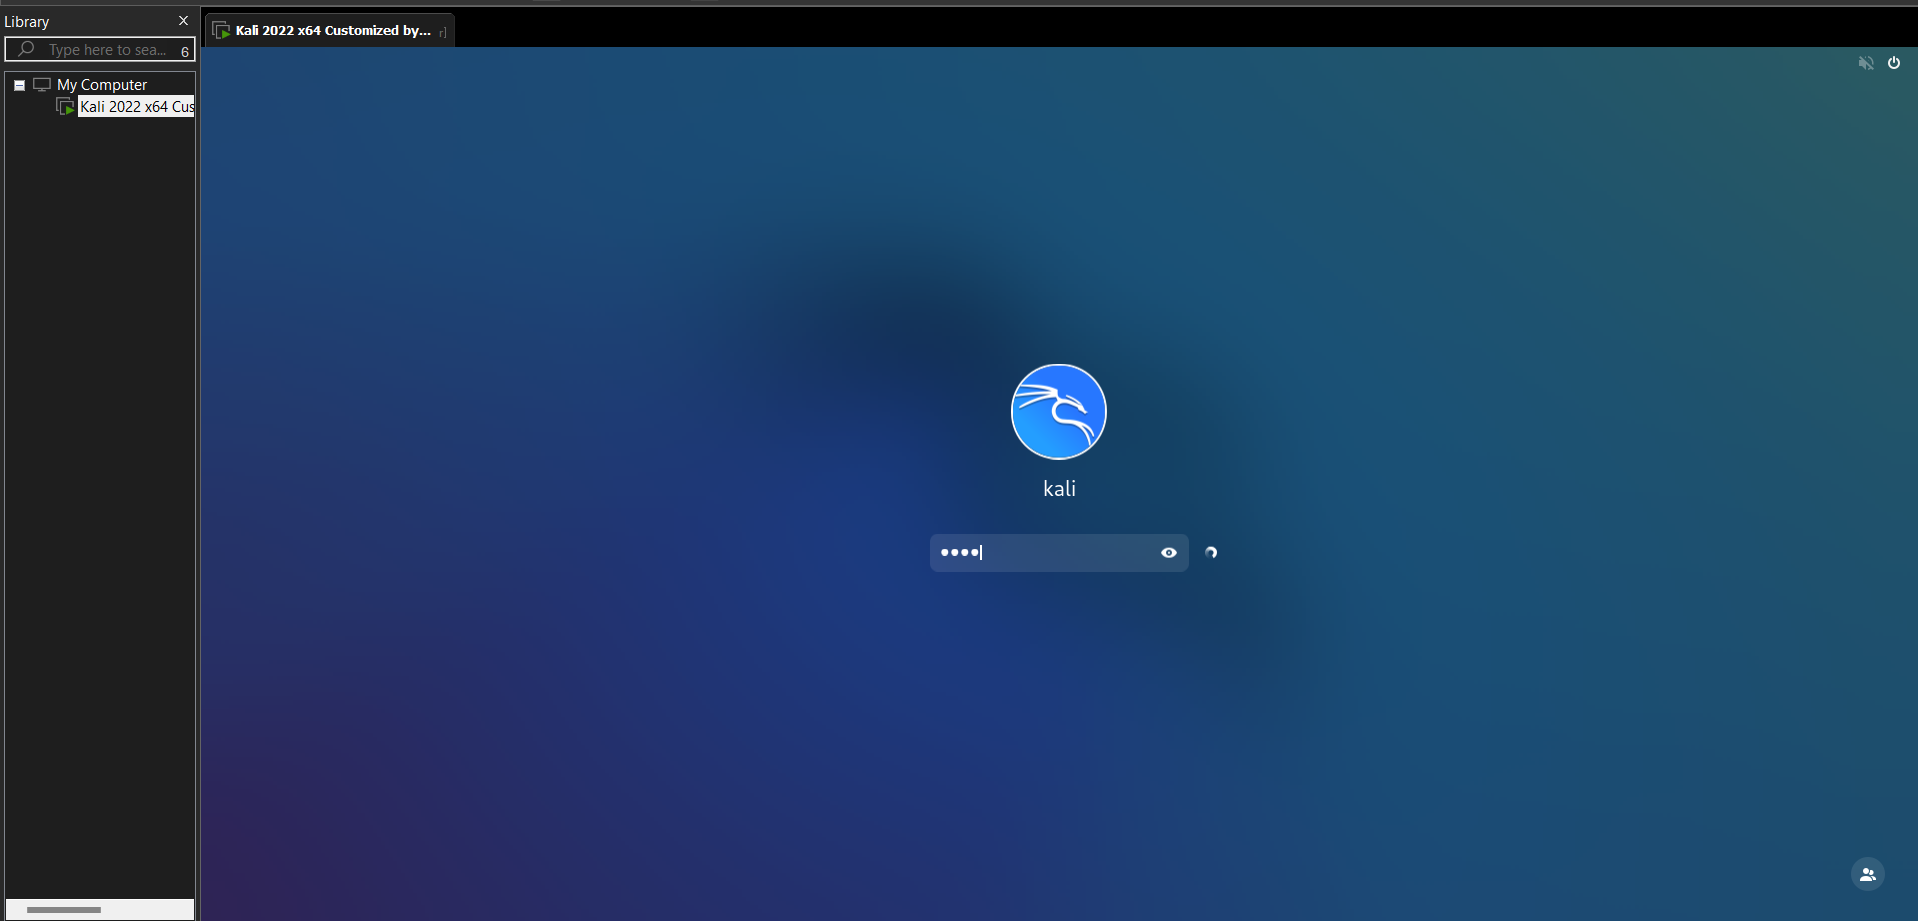 Library
Type here to sea...
My Computer
Kali 2022 x64 Cus
Kali 2022 x64 Customized by...
kali